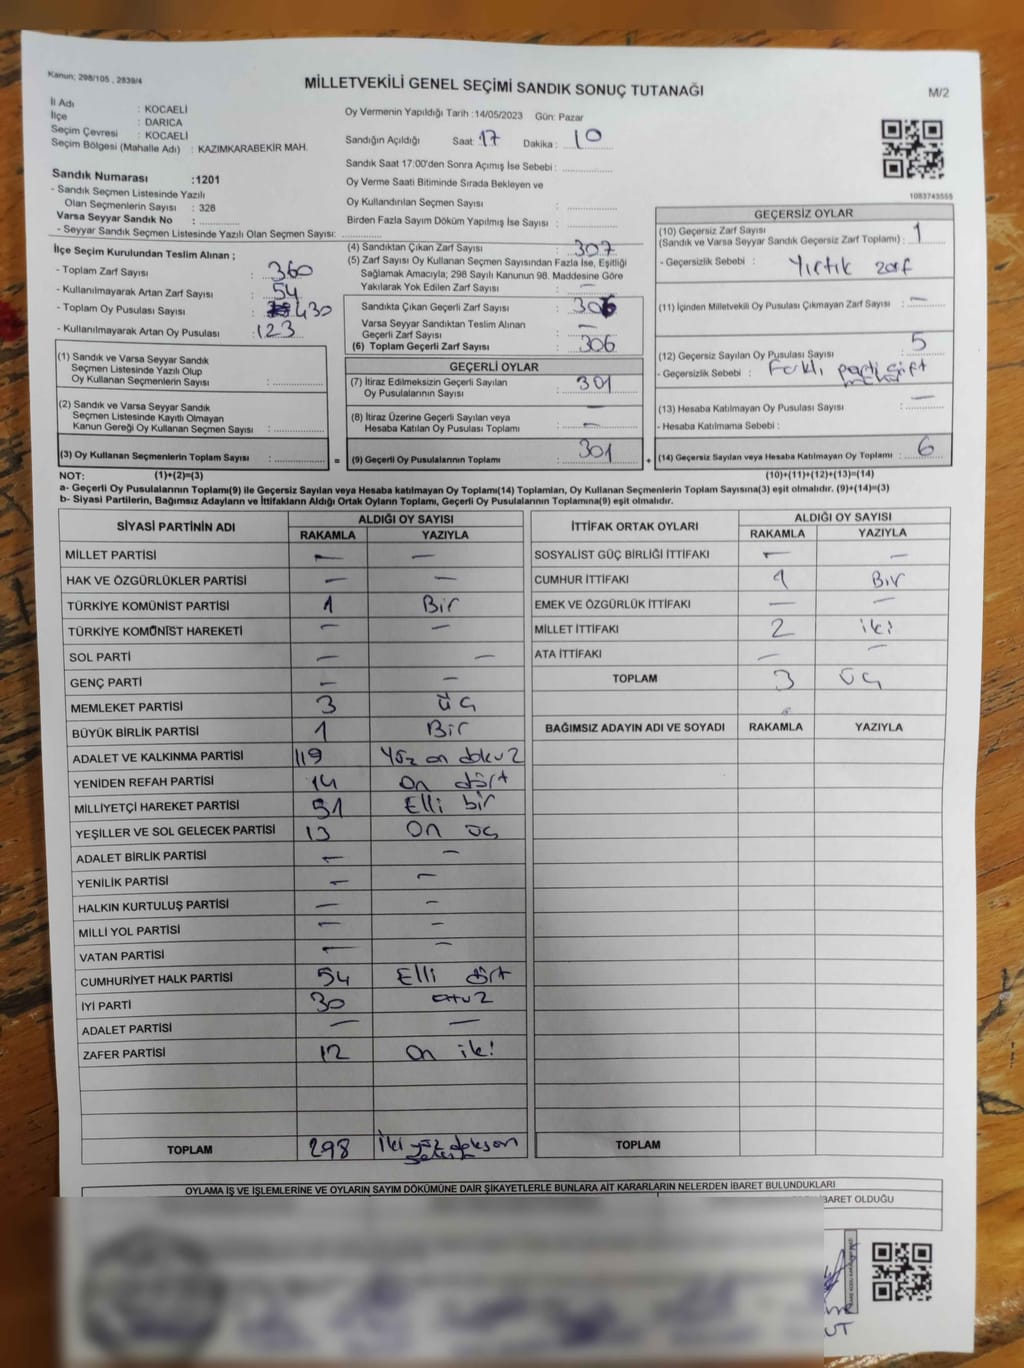 Kanun: 298/105 , 2839/4
MİLLETVEKİLİ GENEL SEÇİMİ SANDIK SONUÇ TUTANAĞI
M/2
İl Adı : KOCAELİ
İlçe : DARICA
Seçim Çevresi : KOCAELİ
Seçim Bölgesi (Mahalle Adı) : KAZIMKARABEKİR MAH.
Oy Vermenin Yapıldığı Tarih : 14/05/2023 Gün: Pazar
Sandığın Açıldığı Saat: 17 Dakika : 10
Sandık Saat 17:00'den Sonra Açımış İse Sebebi :
Oy Verme Saati Bitiminde Sırada Bekleyen ve
Oy Kullandırılan Seçmen Sayısı :
Birden Fazla Sayım Döküm Yapılmış İse Sayısı :
1083743555
Sandık Numarası :1201
- Sandık Seçmen Listesinde Yazılı
Olan Seçmenlerin Sayısı : 328
Varsa Seyyar Sandık No :
- Seyyar Sandık Seçmen Listesinde Yazılı Olan Seçmen Sayısı:
İlçe Seçim Kurulundan Teslim Alınan ;
- Toplam Zarf Sayısı : 360
- Kullanılmayarak Artan Zarf Sayısı : 54
- Toplam Oy Pusulası Sayısı : 430
- Kullanılmayarak Artan Oy Pusulası : 123
(4) Sandıktan Çıkan Zarf Sayısı : 307
(5) Zarf Sayısı Oy Kullanan Seçmen Sayısından Fazla İse, Eşitliği
Sağlamak Amacıyla; 298 Sayılı Kanunun 98. Maddesine Göre
Yakılarak Yok Edilen Zarf Sayısı : —
Sandıkta Çıkan Geçerli Zarf Sayısı : 306
Varsa Seyyar Sandıktan Teslim Alınan
Geçerli Zarf Sayısı : —
(6) Toplam Geçerli Zarf Sayısı : 306
GEÇERSİZ OYLAR
(10) Geçersiz Zarf Sayısı
(Sandık ve Varsa Seyyar Sandık Geçersiz Zarf Toplamı) : 1
- Geçersizlik Sebebi : Yırtık zarf
(11) İçinden Milletvekili Oy Pusulası Çıkmayan Zarf Sayısı : —
(12) Geçersiz Sayılan Oy Pusulası Sayısı : 5
- Geçersizlik Sebebi : Farklı parti çift
(13) Hesaba Katılmayan Oy Pusulası Sayısı : —
- Hesaba Katılmama Sebebi :
(1) Sandık ve Varsa Seyyar Sandık
Seçmen Listesinde Yazılı Olup
Oy Kullanan Seçmenlerin Sayısı :
(2) Sandık ve Varsa Seyyar Sandık
Seçmen Listesinde Kayıtlı Olmayan
Kanun Gereği Oy Kullanan Seçmen Sayısı :
GEÇERLİ OYLAR
(7) İtiraz Edilmeksizin Geçerli Sayılan
Oy Pusulalarının Sayısı : 301
(8) İtiraz Üzerine Geçerli Sayılan veya
Hesaba Katılan Oy Pusulası Toplamı : —
(3) Oy Kullanan Seçmenlerin Toplam Sayısı : = (9) Geçerli Oy Pusulalarının Toplamı : 301 + (14) Geçersiz Sayılan veya Hesaba Katılmayan Oy Toplamı : 6
NOT: (1)+(2)=(3) (10)+(11)+(12)+(13)=(14)
a- Geçerli Oy Pusulalarının Toplamı(9) ile Geçersiz Sayılan veya Hesaba katılmayan Oy Toplamı(14) Toplamları, Oy Kullanan Seçmenlerin Toplam Sayısına(3) eşit olmalıdır. (9)+(14)=(3)
b- Siyasi Partilerin, Bağımsız Adayların ve İttifakların Aldığı Ortak Oyların Toplamı, Geçerli Oy Pusulalarının Toplamına(9) eşit olmalıdır.
SİYASİ PARTİNİN ADI ALDIĞI OY SAYISI
RAKAMLA YAZIYLA
MİLLET PARTİSİ — —
HAK VE ÖZGÜRLÜKLER PARTİSİ — —
TÜRKİYE KOMÜNİST PARTİSİ 1 Bir
TÜRKİYE KOMÜNİST HAREKETİ — —
SOL PARTİ — —
GENÇ PARTİ — —
MEMLEKET PARTİSİ 3 üç
BÜYÜK BİRLİK PARTİSİ 1 Bir
ADALET VE KALKINMA PARTİSİ 119 Yüz on dokuz
YENİDEN REFAH PARTİSİ 14 On dört
MİLLİYETÇİ HAREKET PARTİSİ 51 Elli bir
YEŞİLLER VE SOL GELECEK PARTİSİ 13 On üç
ADALET BİRLİK PARTİSİ — —
YENİLİK PARTİSİ — —
HALKIN KURTULUŞ PARTİSİ — —
MİLLİ YOL PARTİSİ — —
VATAN PARTİSİ — —
CUMHURİYET HALK PARTİSİ 54 Elli dört
İYİ PARTİ 30 otuz
ADALET PARTİSİ — —
ZAFER PARTİSİ 12 On iki
TOPLAM 298 İki yüz doksan sekiz
İTTİFAK ORTAK OYLARI ALDIĞI OY SAYISI
RAKAMLA YAZIYLA
SOSYALİST GÜÇ BİRLİĞİ İTTİFAKI — —
CUMHUR İTTİFAKI 1 Bir
EMEK VE ÖZGÜRLÜK İTTİFAKI — —
MİLLET İTTİFAKI 2 iki
ATA İTTİFAKI — —
TOPLAM 3 üç
BAĞIMSIZ ADAYIN ADI VE SOYADI RAKAMLA YAZIYLA
TOPLAM
OYLAMA İŞ VE İŞLEMLERİNE VE OYLARIN SAYIM DÖKÜMÜNE DAİR ŞİKAYETLERLE BUNLARA AİT KARARLARIN NELERDEN İBARET BULUNDUKLARI
İBARET OLDUĞU